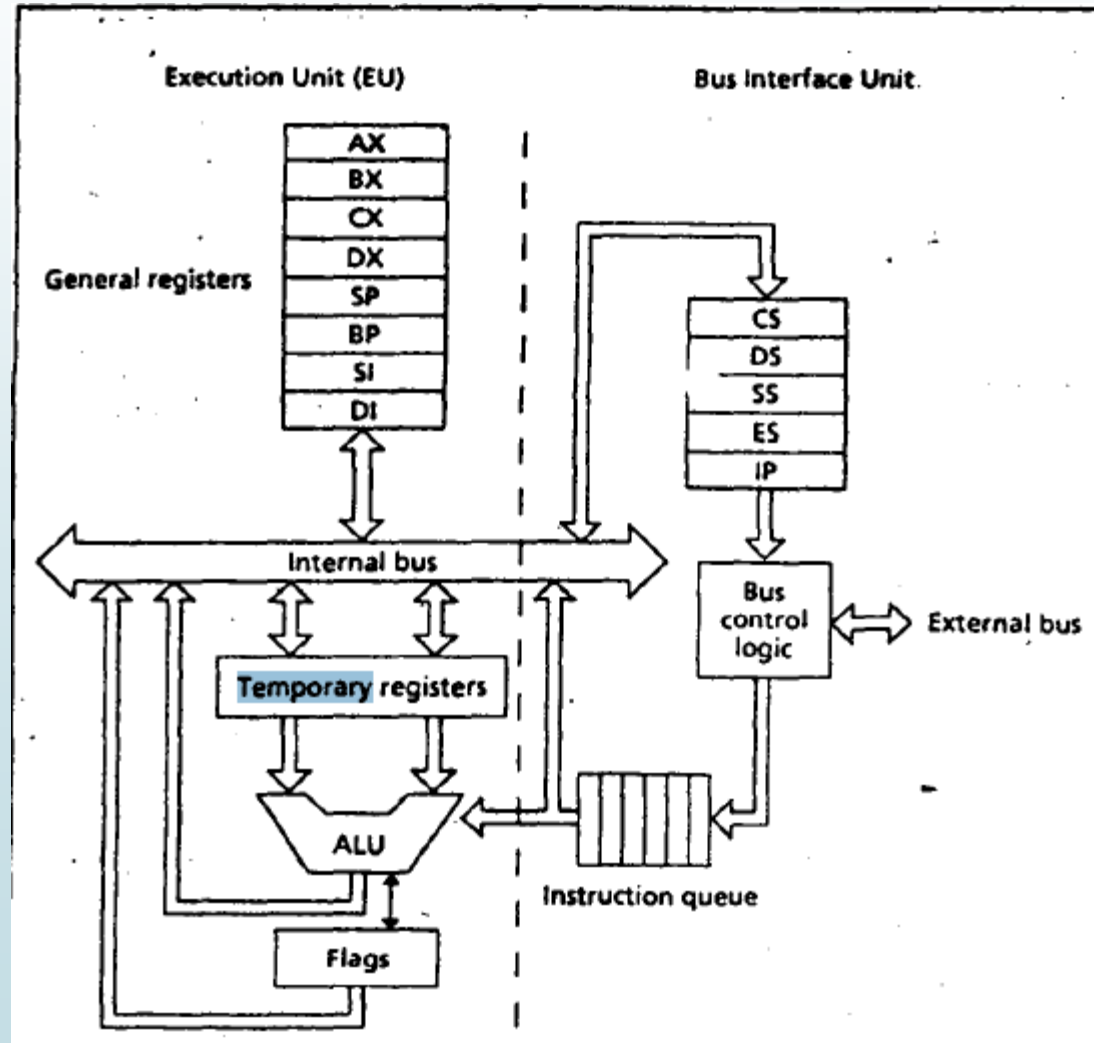 Execution Unit (EU)
Bus Interface Unit.
General registers
AX
BX
CX
DX
SP
BP
SI
DI
CS
DS
SS
ES
IP
Internal bus
Bus
control
logic
External bus
Temporary registers
ALU
Instruction queue
Flags